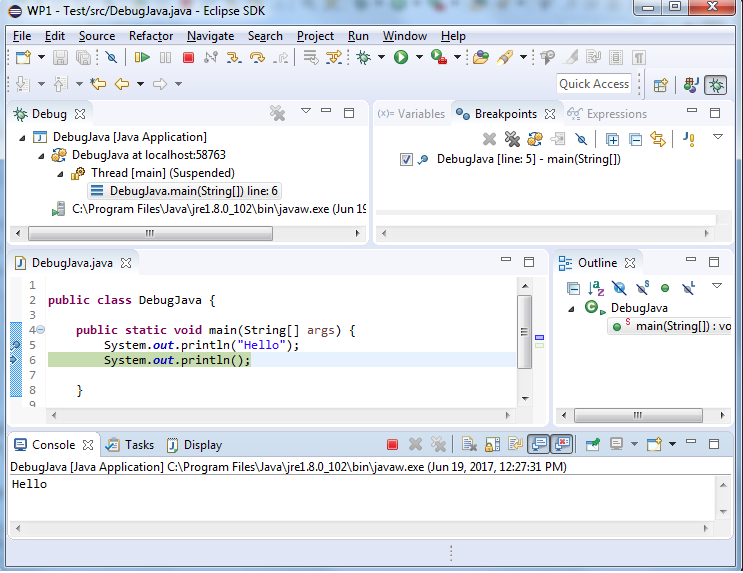 WP1 - Test/src/DebugJava.java - Eclipse SDK
File Edit Source Refactor Navigate Search Project Run Window Help
Quick Access
Debug
DebugJava [Java Application]
DebugJava at localhost:58763
Thread [main] (Suspended)
DebugJava.main(String[]) line: 6
C:\Program Files\Java\jre1.8.0_102\bin\javaw.exe (Jun 19
(x)= Variables Breakpoints Expressions
DebugJava [line: 5] - main(String[])
DebugJava.java
1
2 public class DebugJava {
3
4 public static void main(String[] args) {
5 System.out.println("Hello");
6 System.out.println();
7
8 }
9
Outline
DebugJava
main(String[]) : vo
Console Tasks Display
DebugJava [Java Application] C:\Program Files\Java\jre1.8.0_102\bin\javaw.exe (Jun 19, 2017, 12:27:31 PM)
Hello